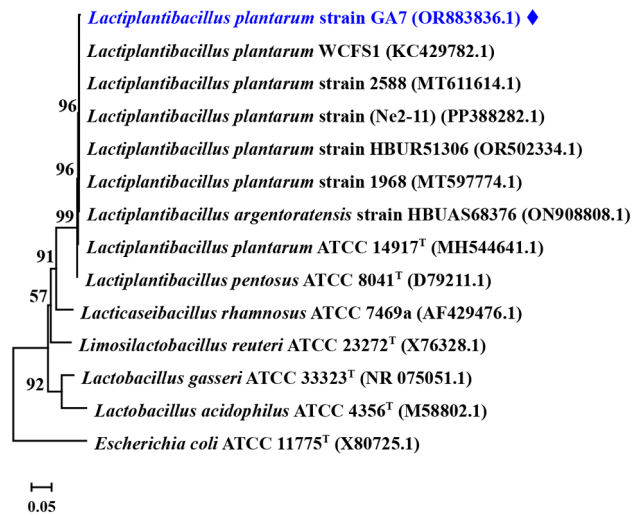 Lactiplantibacillus plantarum strain GA7 (OR883836.1)
Lactiplantibacillus plantarum WCFS1 (KC429782.1)
Lactiplantibacillus plantarum strain 2588 (MT611614.1)
96
Lactiplantibacillus plantarum strain (Ne2-11) (PP388282.1)
Lactiplantibacillus plantarum strain HBUR51306 (OR502334.1)
96
Lactiplantibacillus plantarum strain 1968 (MT597774.1)
99
Lactiplantibacillus argentoratensis strain HBUAS68376 (ON908808.1)
Lactiplantibacillus plantarum ATCC 14917ᵀ (MH544641.1)
91
Lactiplantibacillus pentosus ATCC 8041ᵀ (D79211.1)
57
Lacticaseibacillus rhamnosus ATCC 7469a (AF429476.1)
Limosilactobacillus reuteri ATCC 23272ᵀ (X76328.1)
Lactobacillus gasseri ATCC 33323ᵀ (NR 075051.1)
92
Lactobacillus acidophilus ATCC 4356ᵀ (M58802.1)
Escherichia coli ATCC 11775ᵀ (X80725.1)
0.05